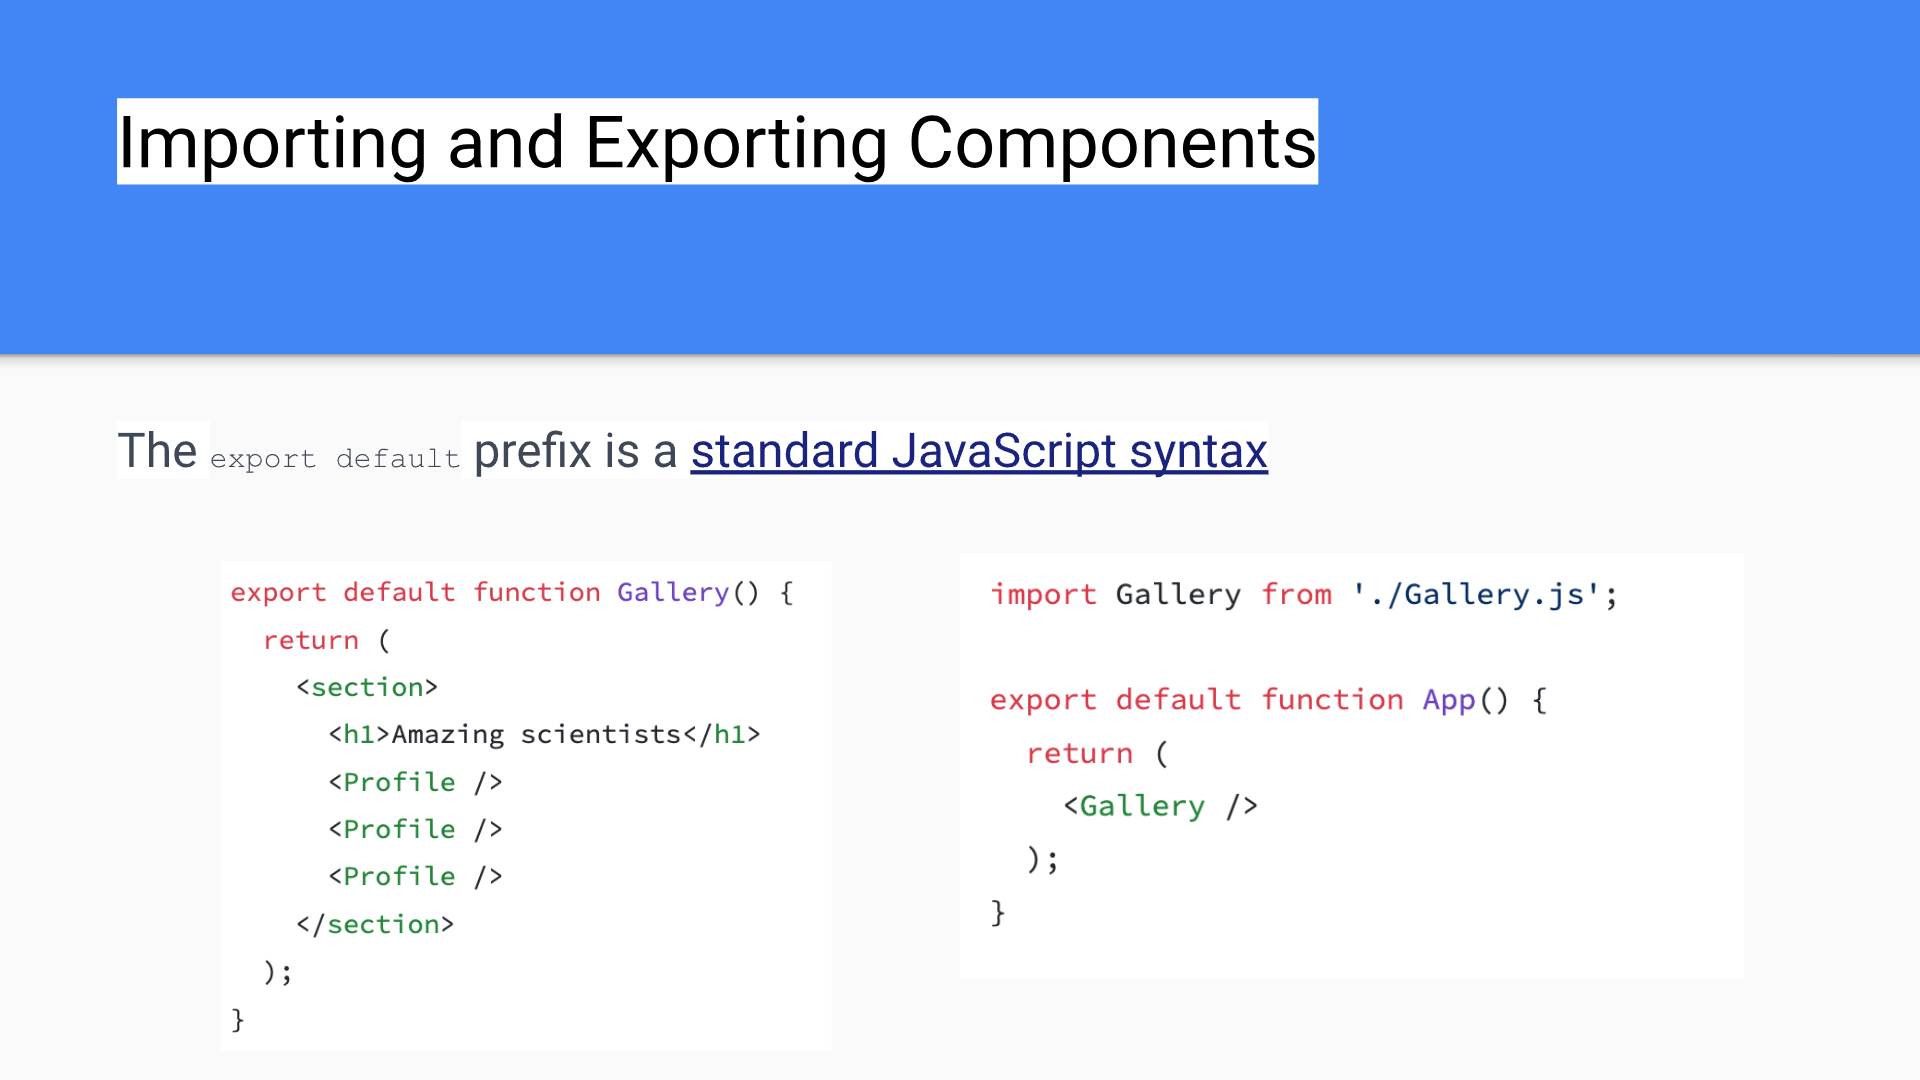 Importing and Exporting Components
The export default prefix is a standard JavaScript syntax
export default function Gallery() {
  return (
    <section>
      <h1>Amazing scientists</h1>
      <Profile />
      <Profile />
      <Profile />
    </section>
  );
}
import Gallery from './Gallery.js';

export default function App() {
  return (
    <Gallery />
  );
}